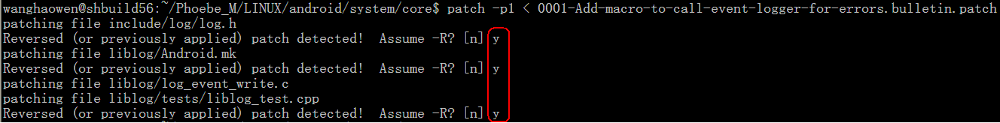 wanghaowen@shbuild56:~/Phoebe_M/LINUX/android/system/core$ patch -p1 < 0001-Add-macro-to-call-event-logger-for-errors.bulletin.patch
patching file include/log/log.h
Reversed (or previously applied) patch detected!  Assume -R? [n] y
patching file liblog/Android.mk
Reversed (or previously applied) patch detected!  Assume -R? [n] y
patching file liblog/log_event_write.c
patching file liblog/tests/liblog_test.cpp
Reversed (or previously applied) patch detected!  Assume -R? [n] y